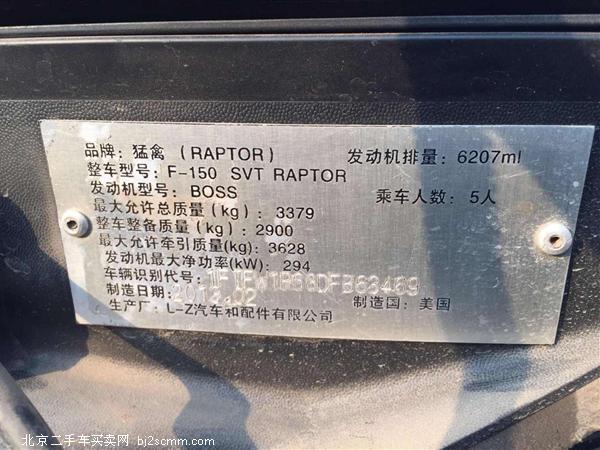 品牌：猛禽 (RAPTOR)
发动机排量：6207ml
整车型号：F-150 SVT RAPTOR
发动机型号：BOSS
乘车人数：5人
最大允许总质量(kg)：3379
整车整备质量(kg)：2900
最大允许牵引质量(kg)：3628
发动机最大净功率(kW)：294
车辆识别代号：
制造日期：
制造国：美国
生产厂：L-Z汽车和配件有限公司
北京二手车买卖网 bj2scmm.com